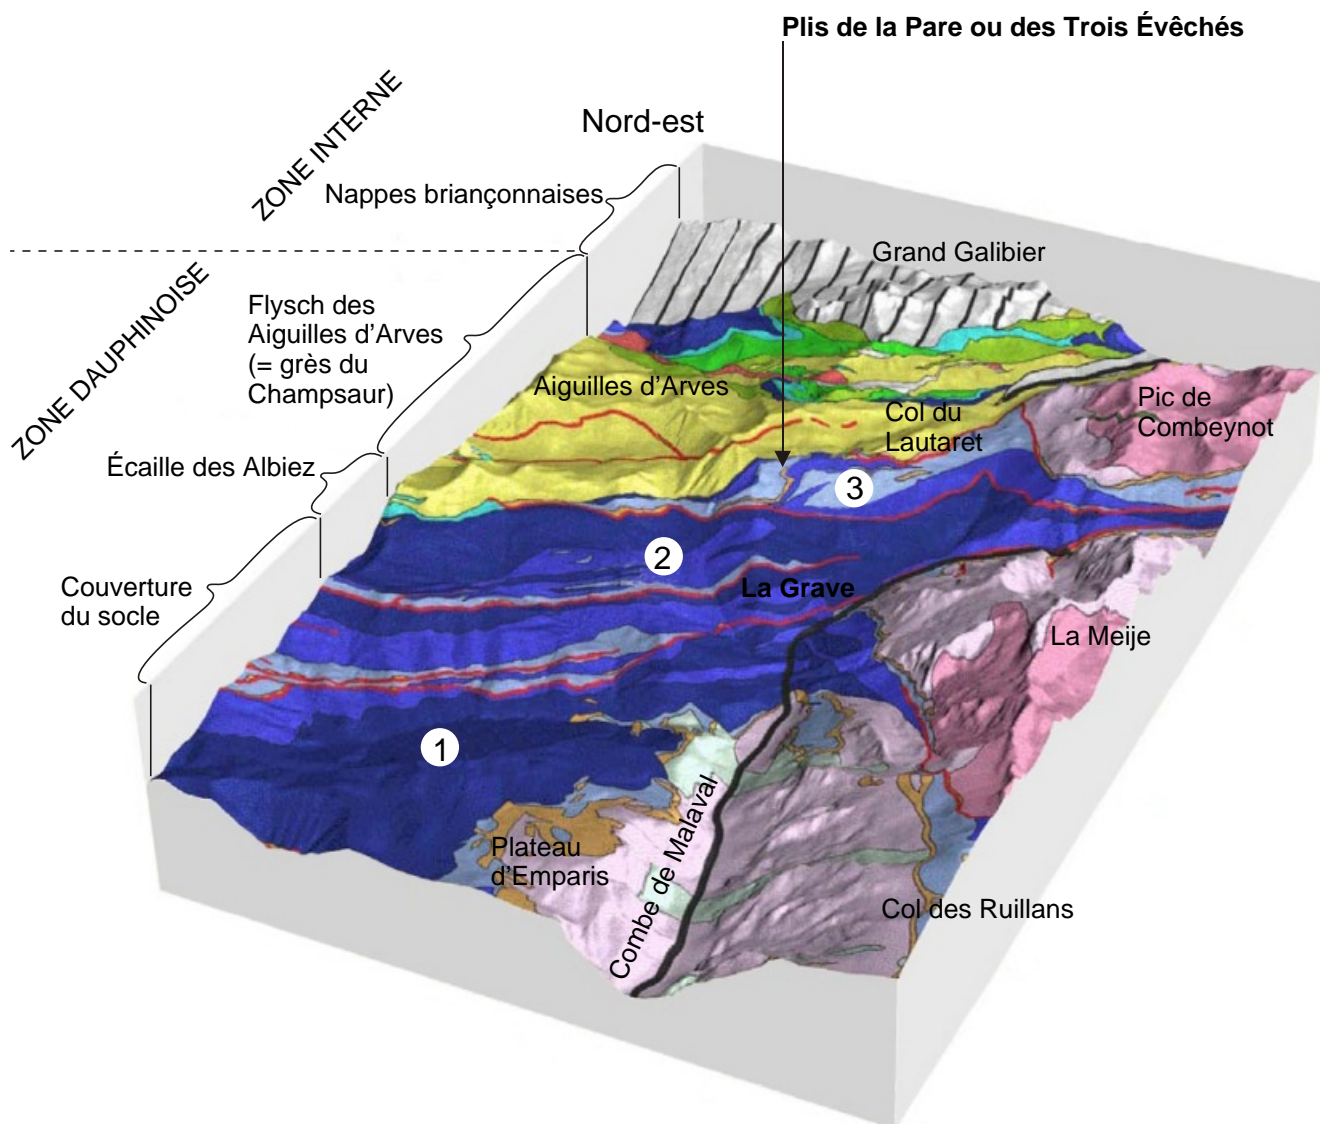 Plis de la Pare ou des Trois Évêchés
Nord-est
ZONE INTERNE
Nappes briançonnaises
Grand Galibier
ZONE DAUPHINOISE
Flysch des
Aiguilles d’Arves
(= grès du
Champsaur)
Aiguilles d’Arves
Col du
Lautaret
Pic de
Combeynot
Écaille des Albiez
3
2
Couverture
du socle
La Grave
La Meije
1
Plateau
d’Emparis
Combe de Malaval
Col des Ruillans